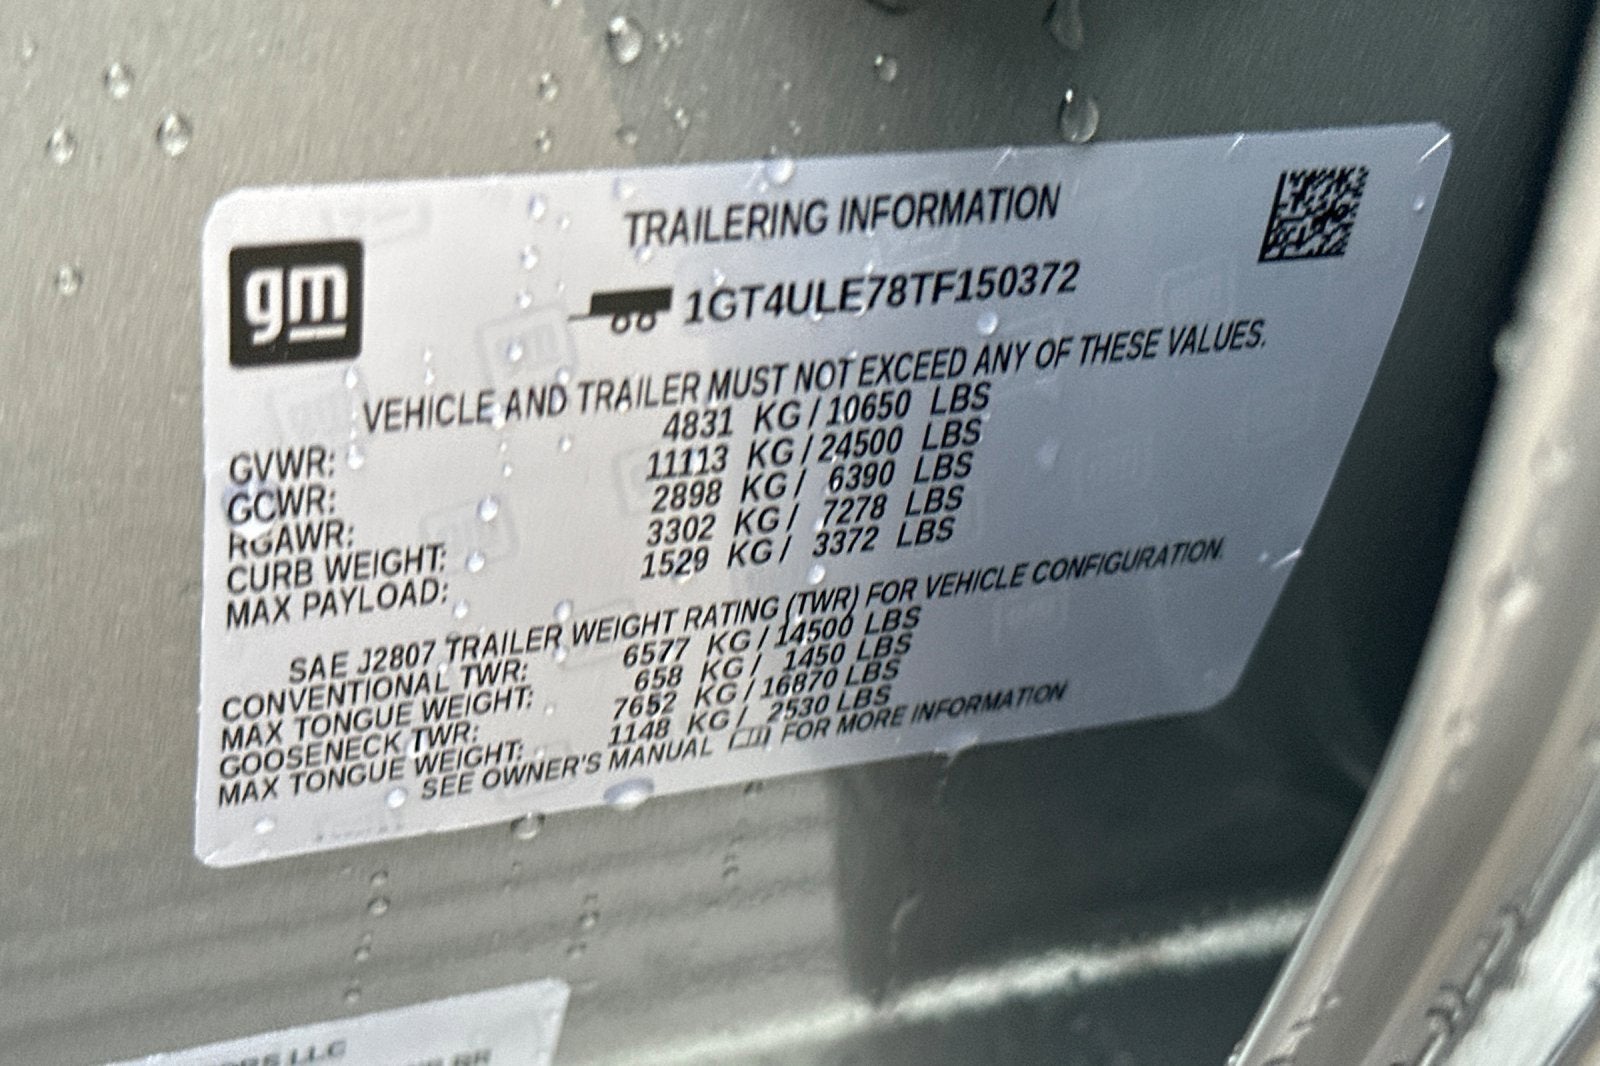 gm
TRAILERING INFORMATION
1GT4ULE78TF150372
VEHICLE AND TRAILER MUST NOT EXCEED ANY OF THESE VALUES.
GVWR: 4831 KG / 10650 LBS
GCWR: 11113 KG / 24500 LBS
RGAWR: 2898 KG / 6390 LBS
CURB WEIGHT: 3302 KG / 7278 LBS
MAX PAYLOAD: 1529 KG / 3372 LBS
SAE J2807 TRAILER WEIGHT RATING (TWR) FOR VEHICLE CONFIGURATION.
CONVENTIONAL TWR: 6577 KG / 14500 LBS
MAX TONGUE WEIGHT: 658 KG / 1450 LBS
GOOSENECK TWR: 7652 KG / 16870 LBS
MAX TONGUE WEIGHT: 1148 KG / 2530 LBS
SEE OWNER'S MANUAL FOR MORE INFORMATION
LLC